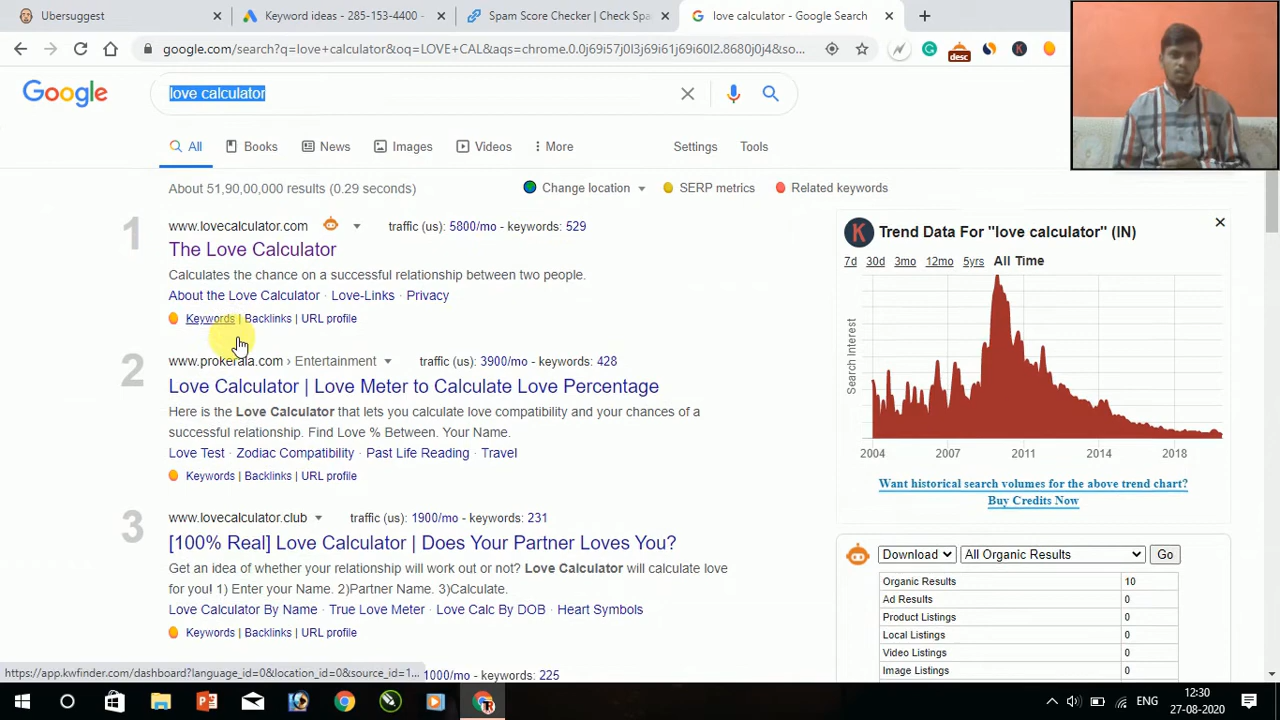 Ubersuggest
Keyword ideas - 285-153-4400 -
Spam Score Checker | Check Spa
love calculator - Google Search
google.com/search?q=love+calculator&oq=LOVE+CAL&aqs=chrome.0.0j69i57j0l3j69i60l2.8680j0j4&so...
desc
K
Google
love calculator
All
Books
News
Images
Videos
More
Settings
Tools
About 51,90,00,000 results (0.29 seconds)
Change location
SERP metrics
Related keywords
1
www.lovecalculator.com
traffic (us): 5800/mo - keywords: 529
The Love Calculator
Calculates the chance on a successful relationship between two people.
About the Love Calculator · Love-Links · Privacy
Keywords | Backlinks | URL profile
2
www.prokerala.com › Entertainment
traffic (us): 3900/mo - keywords: 428
Love Calculator | Love Meter to Calculate Love Percentage
Here is the Love Calculator that lets you calculate love compatibility and your chances of a
successful relationship. Find Love % Between. Your Name.
Love Test · Zodiac Compatibility · Past Life Reading · Travel
Keywords | Backlinks | URL profile
3
www.lovecalculator.club
traffic (us): 1900/mo - keywords: 231
[100% Real] Love Calculator | Does Your Partner Loves You?
Get an idea of whether your relationship will work out or not? Love Calculator will calculate love
for you! 1) Enter your Name. 2)Partner Name. 3)Calculate.
Love Calculator By Name · True Love Meter · Love Calc By DOB · Heart Symbols
Keywords | Backlinks | URL profile
1000/mo - keywords: 225
K
Trend Data For "love calculator" (IN)
7d 30d 3mo 12mo 5yrs All Time
Search Interest
2004 2007 2011 2014 2018
Want historical search volumes for the above trend chart?
Buy Credits Now
Download
All Organic Results
Go
Organic Results 10
Ad Results 0
Product Listings 0
Local Listings 0
Video Listings 0
Image Listings 0
https://app.kwfinder.com/dashboard?language_id=0&location_id=0&source_id=1...
ENG
12:30
27-08-2020